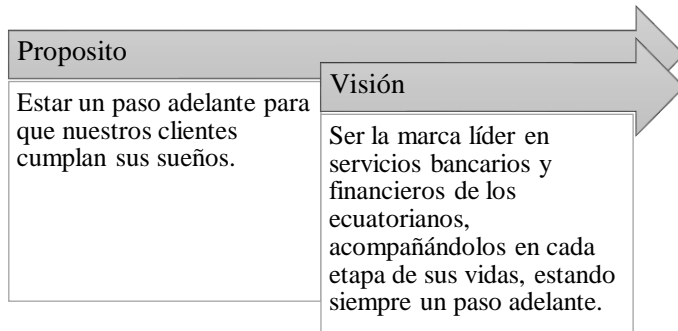 Proposito
Estar un paso adelante para
que nuestros clientes
cumplan sus sueños.
Visión
Ser la marca líder en
servicios bancarios y
financieros de los
ecuatorianos,
acompañándolos en cada
etapa de sus vidas, estando
siempre un paso adelante.